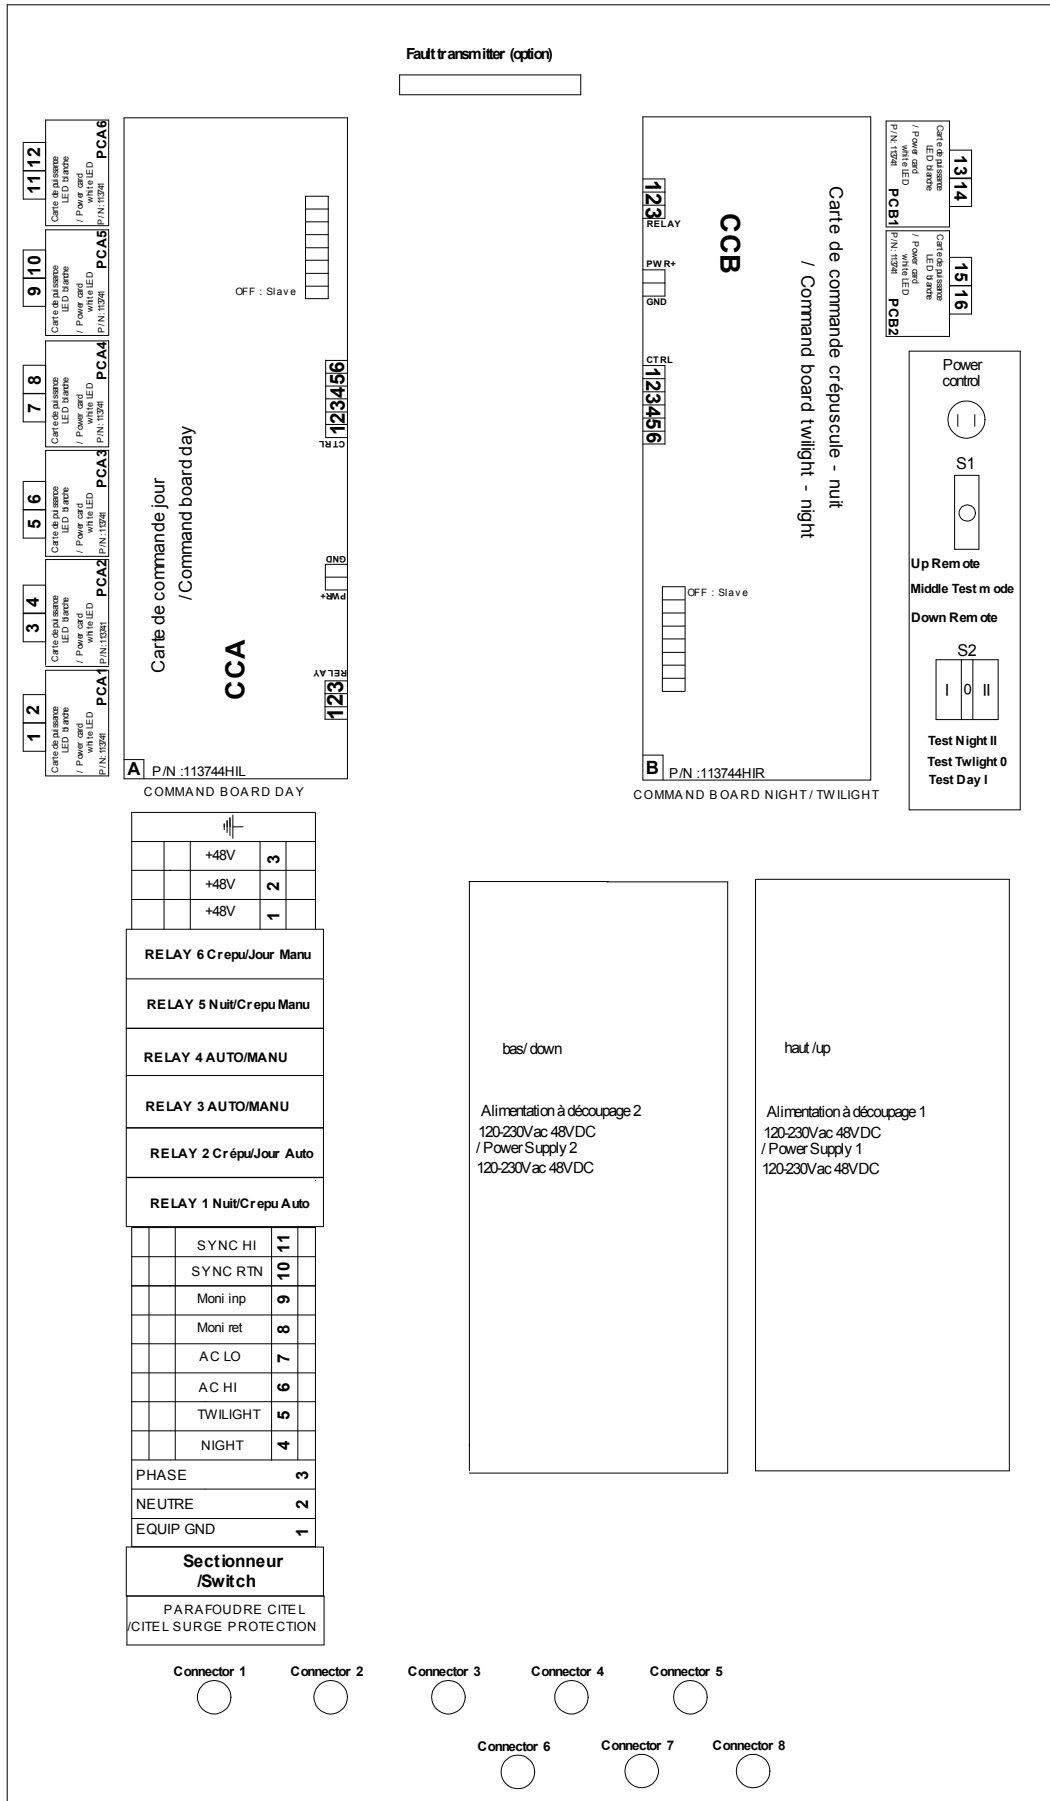 Fault transmitter (option)
11 12
Carte de puissance
LED blanche
/ Power card
white LED
P/N: 113741
PCA6
9 10
Carte de puissance
LED blanche
/ Power card
white LED
P/N: 113741
PCA5
7 8
Carte de puissance
LED blanche
/ Power card
white LED
P/N: 113741
PCA4
5 6
Carte de puissance
LED blanche
/ Power card
white LED
P/N: 113741
PCA3
3 4
Carte de puissance
LED blanche
/ Power card
white LED
P/N: 113741
PCA2
1 2
Carte de puissance
LED blanche
/ Power card
white LED
P/N: 113741
PCA1
OFF : Slave
123456
CTRL
Carte de commande jour
/Command board day
GND
PWR+
CCA
RELAY
123
A P/N :113744HIL
COMMAND BOARD DAY
123
RELAY
CCB
PWR+
GND
CTRL
123456
Carte de commande crépuscule - nuit
/ Command board twilight - night
OFF : Slave
B P/N :113744HIR
COMMAND BOARD NIGHT / TWILIGHT
Carte de puissance
LED blanche
/ Power card
white LED
P/N: 113741
PCB1
13 14
Carte de puissance
LED blanche
/ Power card
white LED
P/N: 113741
PCB2
15 16
Power
control
S1
Up Remote
Middle Test mode
Down Remote
S2
I 0 II
Test Night II
Test Twlight 0
Test Day I
+48V 3
+48V 2
+48V 1
RELAY 6 Crepu/Jour Manu
RELAY 5 Nuit/Crepu Manu
RELAY 4 AUTO/MANU
RELAY 3 AUTO/MANU
RELAY 2 Crépu/Jour Auto
RELAY 1 Nuit/Crepu Auto
SYNC HI 11
SYNC RTN 10
Moni inp 9
Moni ret 8
AC LO 7
AC HI 6
TWILIGHT 5
NIGHT 4
PHASE 3
NEUTRE 2
EQUIP GND 1
Sectionneur
/Switch
PARAFOUDRE CITEL
/CITEL SURGE PROTECTION
bas/ down
Alimentation à découpage 2
120-230Vac 48VDC
/ Power Supply 2
120-230Vac 48VDC
haut /up
Alimentation à découpage 1
120-230Vac 48VDC
/ Power Supply 1
120-230Vac 48VDC
Connector 1 Connector 2 Connector 3 Connector 4 Connector 5
Connector 6 Connector 7 Connector 8